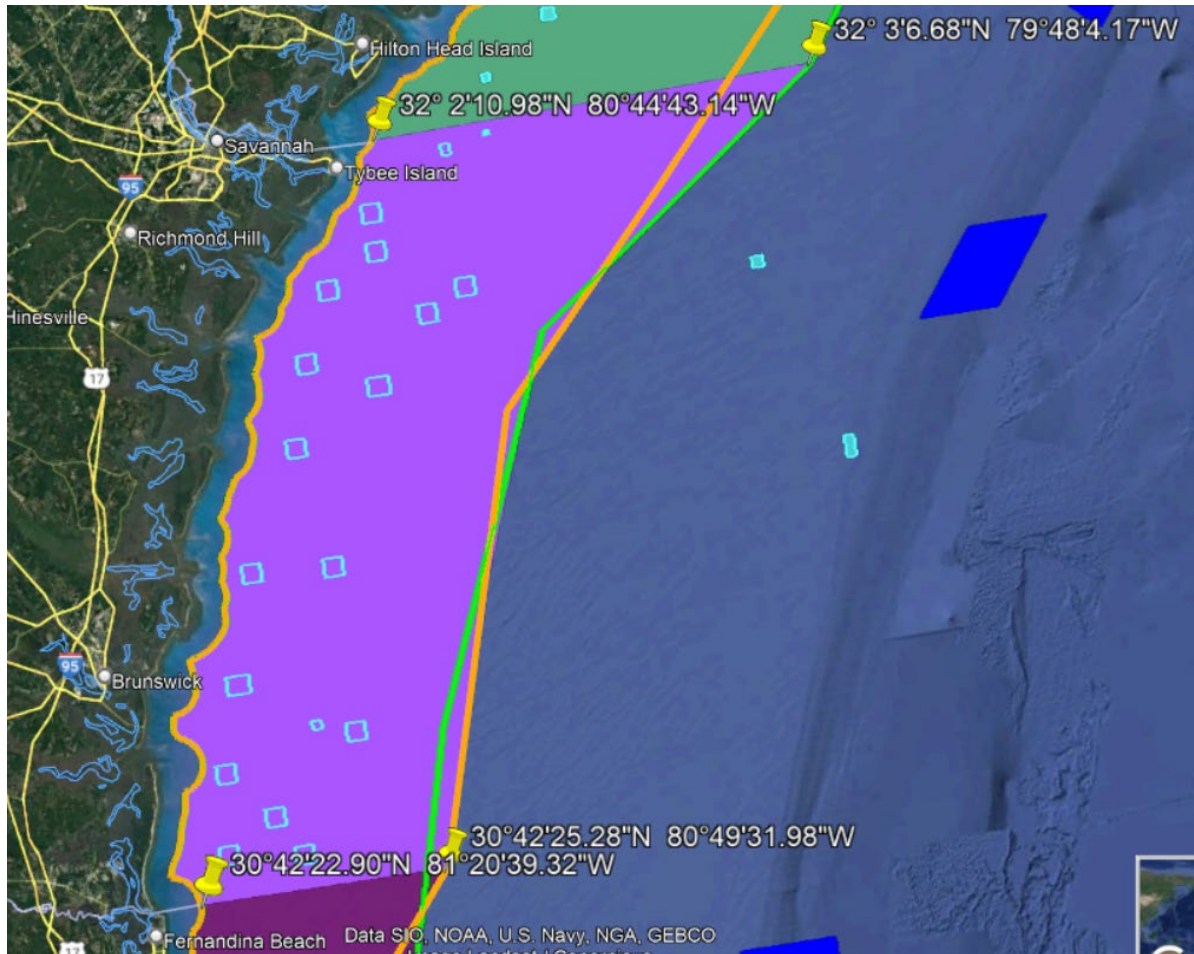 Hilton Head Island
32° 3'6.68"N 79°48'4.17"W
32° 2'10.98"N 80°44'43.14"W
Savannah
Tybee Island
95
Richmond Hill
Hinesville
17
95
Brunswick
30°42'25.28"N 80°49'31.98"W
30°42'22.90"N 81°20'39.32"W
Fernandina Beach
Data SIO, NOAA, U.S. Navy, NGA, GEBCO
17